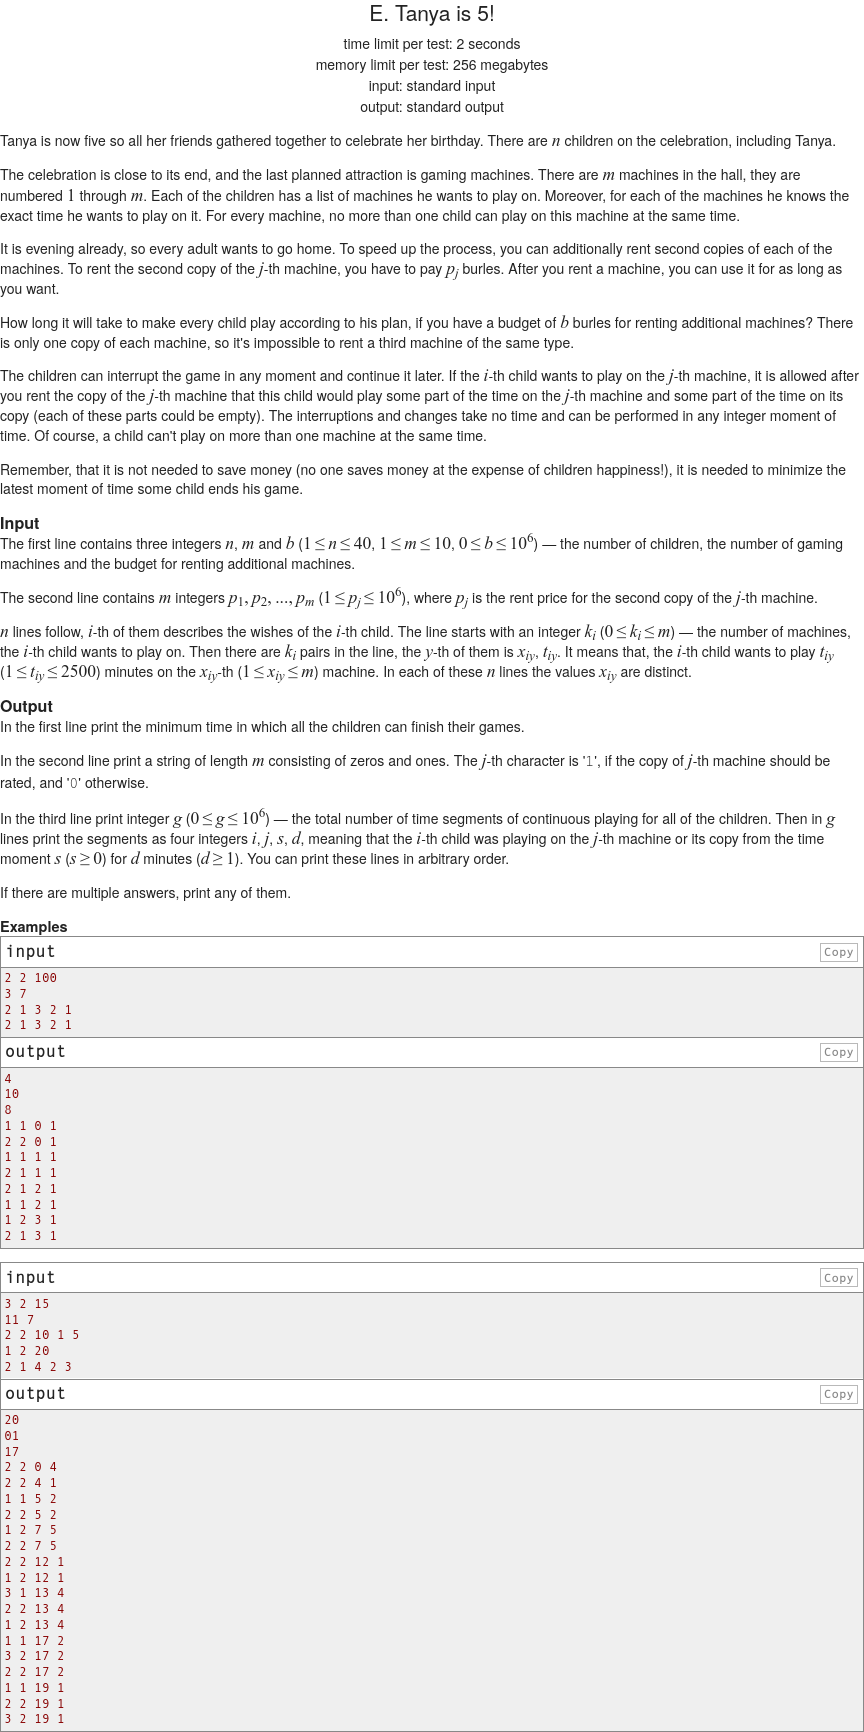 E. Tanya is 5!
time limit per test: 2 seconds
memory limit per test: 256 megabytes
input: standard input
output: standard output
Tanya is now five so all her friends gathered together to celebrate her birthday. There are n children on the celebration, including Tanya.
The celebration is close to its end, and the last planned attraction is gaming machines. There are m machines in the hall, they are
numbered 1 through m. Each of the children has a list of machines he wants to play on. Moreover, for each of the machines he knows the
exact time he wants to play on it. For every machine, no more than one child can play on this machine at the same time.
It is evening already, so every adult wants to go home. To speed up the process, you can additionally rent second copies of each of the
machines. To rent the second copy of the j-th machine, you have to pay p_j burles. After you rent a machine, you can use it for as long as
you want.
How long it will take to make every child play according to his plan, if you have a budget of b burles for renting additional machines? There
is only one copy of each machine, so it's impossible to rent a third machine of the same type.
The children can interrupt the game in any moment and continue it later. If the i-th child wants to play on the j-th machine, it is allowed after
you rent the copy of the j-th machine that this child would play some part of the time on the j-th machine and some part of the time on its
copy (each of these parts could be empty). The interruptions and changes take no time and can be performed in any integer moment of
time. Of course, a child can't play on more than one machine at the same time.
Remember, that it is not needed to save money (no one saves money at the expense of children happiness!), it is needed to minimize the
latest moment of time some child ends his game.
Input
The first line contains three integers n, m and b (1 ≤ n ≤ 40, 1 ≤ m ≤ 10, 0 ≤ b ≤ 10^6) — the number of children, the number of gaming
machines and the budget for renting additional machines.
The second line contains m integers p_1, p_2, ..., p_m (1 ≤ p_j ≤ 10^6), where p_j is the rent price for the second copy of the j-th machine.
n lines follow, i-th of them describes the wishes of the i-th child. The line starts with an integer k_i (0 ≤ k_i ≤ m) — the number of machines,
the i-th child wants to play on. Then there are k_i pairs in the line, the y-th of them is x_iy, t_iy. It means that, the i-th child wants to play t_iy
(1 ≤ t_iy ≤ 2500) minutes on the x_iy-th (1 ≤ x_iy ≤ m) machine. In each of these n lines the values x_iy are distinct.
Output
In the first line print the minimum time in which all the children can finish their games.
In the second line print a string of length m consisting of zeros and ones. The j-th character is '1', if the copy of j-th machine should be
rated, and '0' otherwise.
In the third line print integer g (0 ≤ g ≤ 10^6) — the total number of time segments of continuous playing for all of the children. Then in g
lines print the segments as four integers i, j, s, d, meaning that the i-th child was playing on the j-th machine or its copy from the time
moment s (s ≥ 0) for d minutes (d ≥ 1). You can print these lines in arbitrary order.
If there are multiple answers, print any of them.
Examples
input
Copy
2 2 100
3 7
2 1 3 2 1
2 1 3 2 1
output
Copy
4
10
8
1 1 0 1
2 2 0 1
1 1 1 1
2 1 1 1
2 1 2 1
1 1 2 1
1 2 3 1
2 1 3 1
input
Copy
3 2 15
11 7
2 2 10 1 5
1 2 20
2 1 4 2 3
output
Copy
20
01
17
2 2 0 4
2 2 4 1
1 1 5 2
2 2 5 2
1 2 7 5
2 2 7 5
2 2 12 1
1 2 12 1
3 1 13 4
2 2 13 4
1 2 13 4
1 1 17 2
3 2 17 2
2 2 17 2
1 1 19 1
2 2 19 1
3 2 19 1